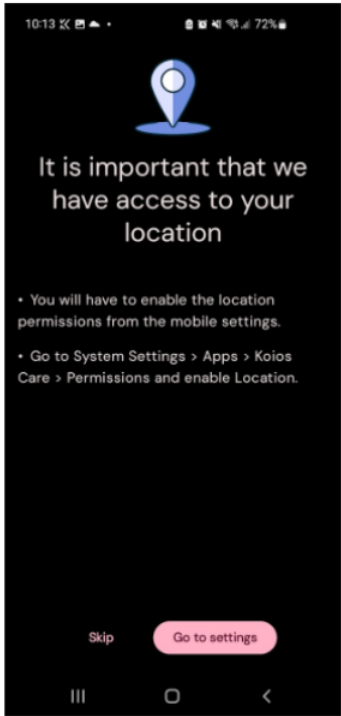 10:13 72%
It is important that we
have access to your
location
• You will have to enable the location
permissions from the mobile settings.
• Go to System Settings > Apps > Koios
Care > Permissions and enable Location.
Skip Go to settings